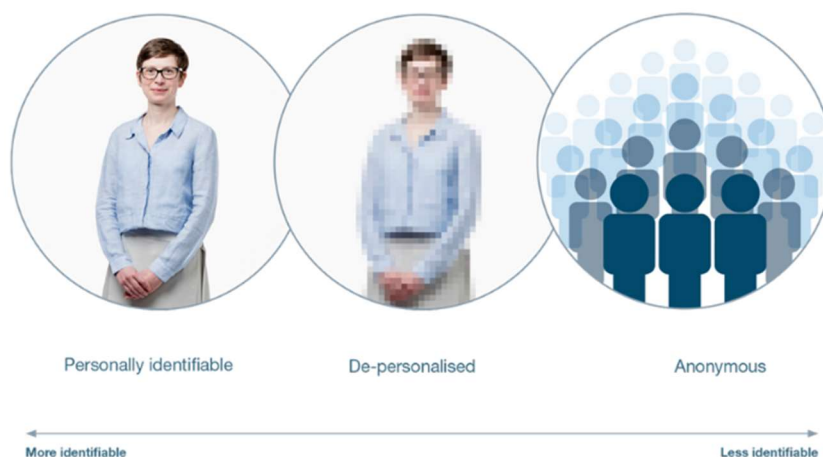 Personally identifiable
De-personalised
Anonymous
More identifiable
Less identifiable